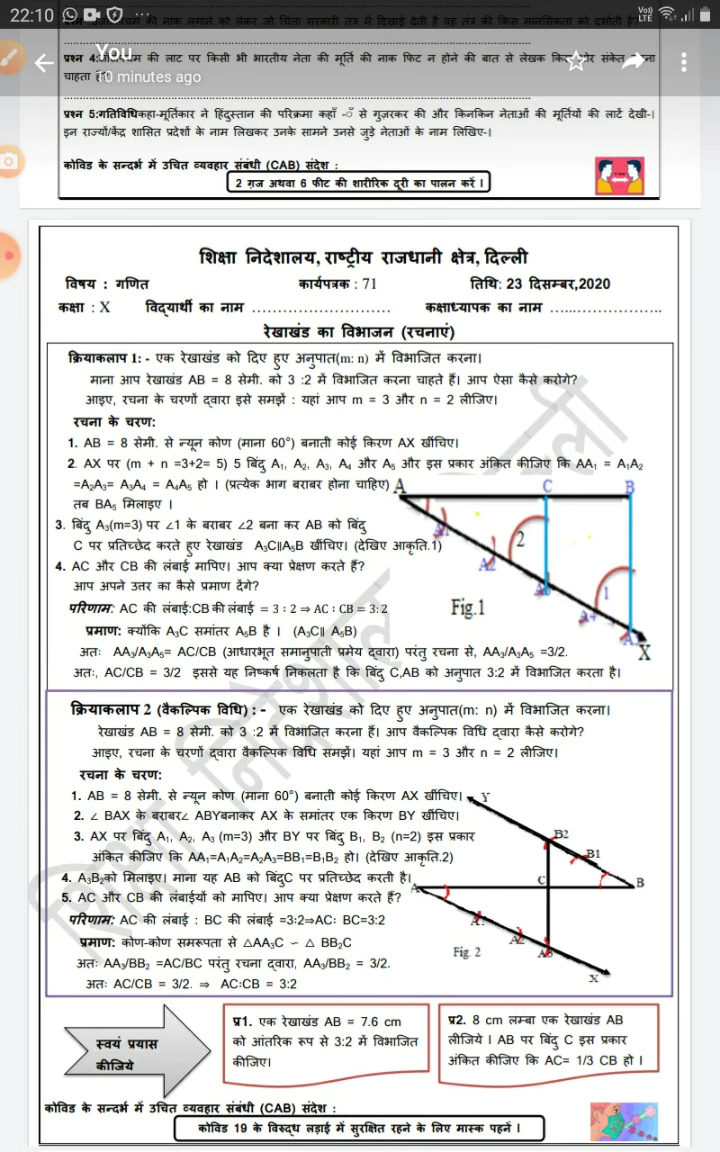 22:10
You
10 minutes ago
प्रश्न 4: की लाट पर किसी भी भारतीय नेता की मूर्ति की नाक फिट न होने की बात से लेखक संकेत
चाहता
प्रश्न 5:गतिविधिकहा-मूर्तिकार ने हिंदुस्तान की परिक्रमा कहाँ -ँ से गुजरकर की और किनकिन नेताओं की मूर्तियों की लाटें देखी-।
इन राज्यों/केंद्र शासित प्रदेशों के नाम लिखकर उनके सामने उनसे जुड़े नेताओं के नाम लिखिए-।
कोविड के सन्दर्भ में उचित व्यवहार संबंधी (CAB) संदेश :
2 ग़ज अथवा 6 फीट की शारीरिक दूरी का पालन करें ।
शिक्षा निदेशालय, राष्ट्रीय राजधानी क्षेत्र, दिल्ली
विषय : गणित कार्यपत्रक : 71 तिथि: 23 दिसम्बर,2020
कक्षा : X विद्यार्थी का नाम ............................ कक्षाध्यापक का नाम ......................
रेखाखंड का विभाजन (रचनाएं)
क्रियाकलाप 1: - एक रेखाखंड को दिए हुए अनुपात(m: n) में विभाजित करना।
माना आप रेखाखंड AB = 8 सेमी. को 3 :2 में विभाजित करना चाहते हैं। आप ऐसा कैसे करोगे?
आइए, रचना के चरणों द्वारा इसे समझें : यहां आप m = 3 और n = 2 लीजिए।
रचना के चरण:
1. AB = 8 सेमी. से न्यून कोण (माना 60°) बनाती कोई किरण AX खींचिए।
2. AX पर (m + n =3+2= 5) 5 बिंदु A₁, A₂, A₃, A₄ और A₅ और इस प्रकार अंकित कीजिए कि AA₁ = A₁A₂
=A₂A₃= A₃A₄ = A₄A₅ हो । (प्रत्येक भाग बराबर होना चाहिए)
तब BA₅ मिलाइए ।
3. बिंदु A₃(m=3) पर ∠1 के बराबर ∠2 बना कर AB को बिंदु
C पर प्रतिच्छेद करते हुए रेखाखंड A₃C∥A₅B खींचिए। (देखिए आकृति.1)
4. AC और CB की लंबाई मापिए। आप क्या प्रेक्षण करते हैं?
आप अपने उत्तर का कैसे प्रमाण देंगे?
परिणाम: AC की लंबाई:CB की लंबाई = 3 : 2 ⇒ AC : CB = 3: 2
प्रमाण: क्योंकि A₃C समांतर A₅B है । (A₃C∥ A₅B)
अतः AA₃/A₃A₅= AC/CB (आधारभूत समानुपाती प्रमेय द्वारा) परंतु रचना से, AA₃/A₃A₅ =3/2.
अतः, AC/CB = 3/2 इससे यह निष्कर्ष निकलता है कि बिंदु C,AB को अनुपात 3:2 में विभाजित करता है।
A C B
A1 A2 A3 A4 A5
2 1
X
Fig.1
क्रियाकलाप 2 (वैकल्पिक विधि) : - एक रेखाखंड को दिए हुए अनुपात(m: n) में विभाजित करना।
रेखाखंड AB = 8 सेमी. को 3 :2 में विभाजित करना हैं। आप वैकल्पिक विधि द्वारा कैसे करोगे?
आइए, रचना के चरणों द्वारा वैकल्पिक विधि समझें। यहां आप m = 3 और n = 2 लीजिए।
रचना के चरण:
1. AB = 8 सेमी. से न्यून कोण (माना 60°) बनाती कोई किरण AX खींचिए।
2. ∠ BAX के बराबर∠ ABYबनाकर AX के समांतर एक किरण BY खींचिए।
3. AX पर बिंदु A₁, A₂, A₃ (m=3) और BY पर बिंदु B₁, B₂ (n=2) इस प्रकार
अंकित कीजिए कि AA₁=A₁A₂=A₂A₃=BB₁=B₁B₂ हो। (देखिए आकृति.2)
4. A₃B₂को मिलाइए। माना यह AB को बिंदुC पर प्रतिच्छेद करती है।
5. AC और CB की लंबाईयों को मापिए। आप क्या प्रेक्षण करते हैं?
परिणाम: AC की लंबाई : BC की लंबाई =3:2⇒AC: BC=3:2
प्रमाण: कोण-कोण समरूपता से △AA₃C ∽ △ BB₂C
अतः AA₃/BB₂ =AC/BC परंतु रचना द्वारा, AA₃/BB₂ = 3/2.
अतः AC/CB = 3/2. ⇒ AC:CB = 3:2
Y
B2
B1
A C B
A1 A2 A3
X
Fig. 2
स्वयं प्रयास
कीजिये
प्र1. एक रेखाखंड AB = 7.6 cm
को आंतरिक रूप से 3:2 में विभाजित
कीजिए।
प्र2. 8 cm लम्बा एक रेखाखंड AB
लीजिये । AB पर बिंदु C इस प्रकार
अंकित कीजिए कि AC= 1/3 CB हो ।
कोविड के सन्दर्भ में उचित व्यवहार संबंधी (CAB) संदेश :
कोविड 19 के विरुद्ध लड़ाई में सुरक्षित रहने के लिए मास्क पहनें ।